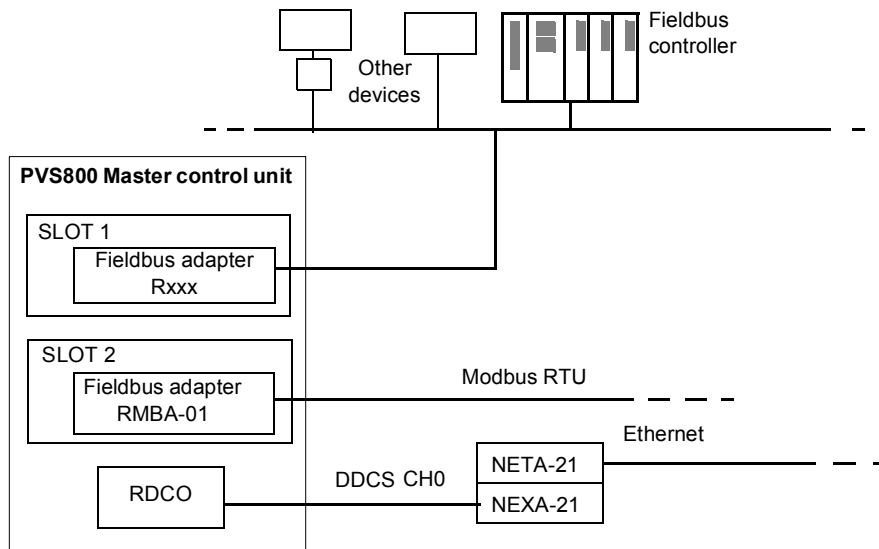 Fieldbus
controller
Other
devices
PVS800 Master control unit
SLOT 1
Fieldbus adapter
Rxxx
SLOT 2
Fieldbus adapter
RMBA-01
Modbus RTU
Ethernet
RDCO
DDCS CH0
NETA-21
NEXA-21